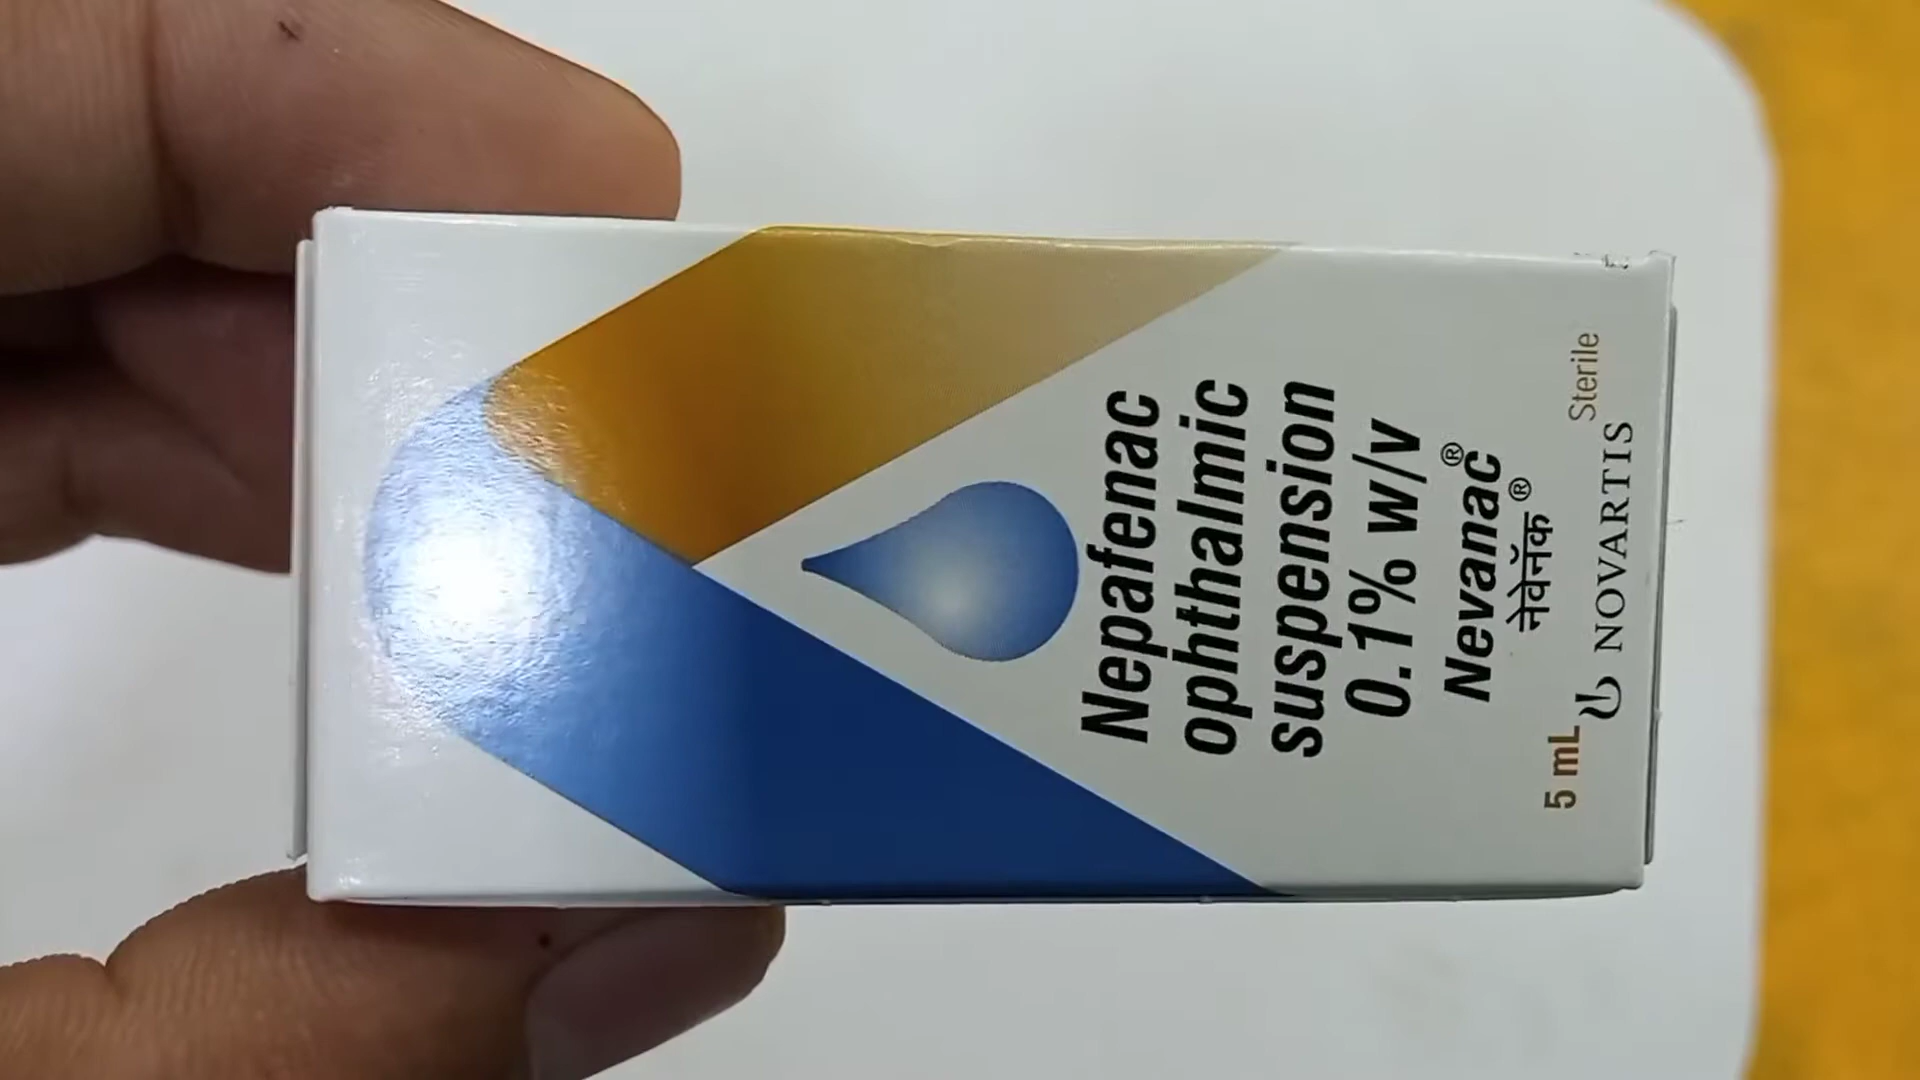 Nepafenac
ophthalmic
suspension
0.1% w/v
Nevanac®
नेवेनॅक®
5 mL Sterile
NOVARTIS